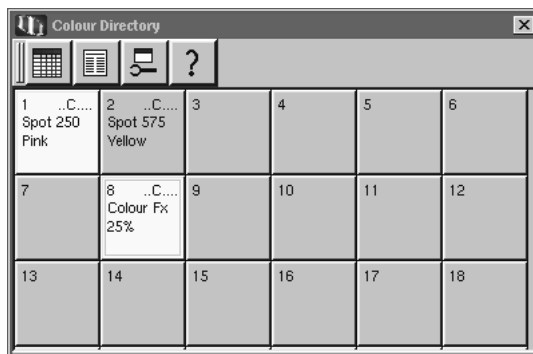 Colour Directory
?
1 ..C....
Spot 250
Pink
2 ..C....
Spot 575
Yellow
3
4
5
6
7
8 ..C....
Colour Fx
25%
9
10
11
12
13
14
15
16
17
18